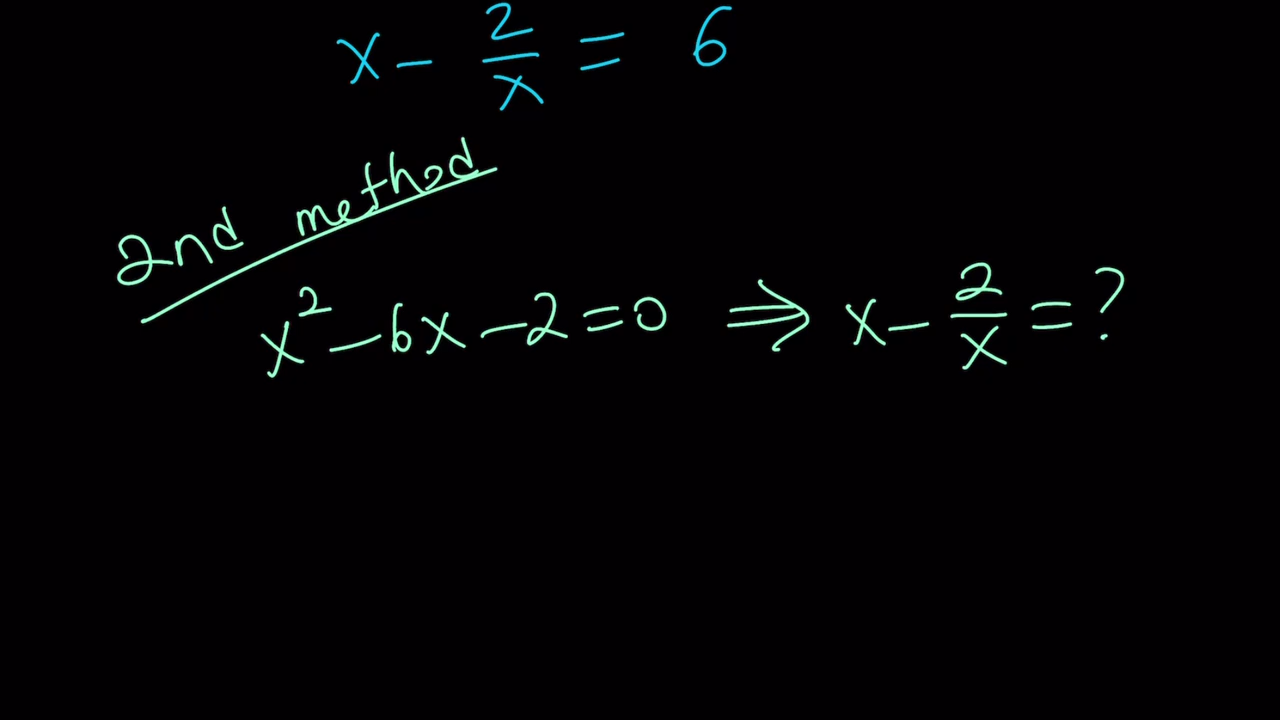 x - 2/x = 6
2nd method
x² - 6x - 2 = 0 ⇒ x - 2/x = ?